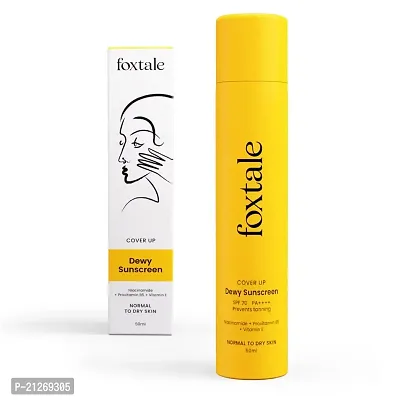 foxtale
COVER UP
Dewy
Sunscreen
Niacinamide
+ Provitamin B5 + Vitamin E
NORMAL
TO DRY SKIN
50ml
foxtale
COVER UP
Dewy Sunscreen
SPF 70 PA++++
Prevents tanning
Niacinamide + Provitamin B5
+ Vitamin E
NORMAL TO DRY SKIN
50ml
P-21269305